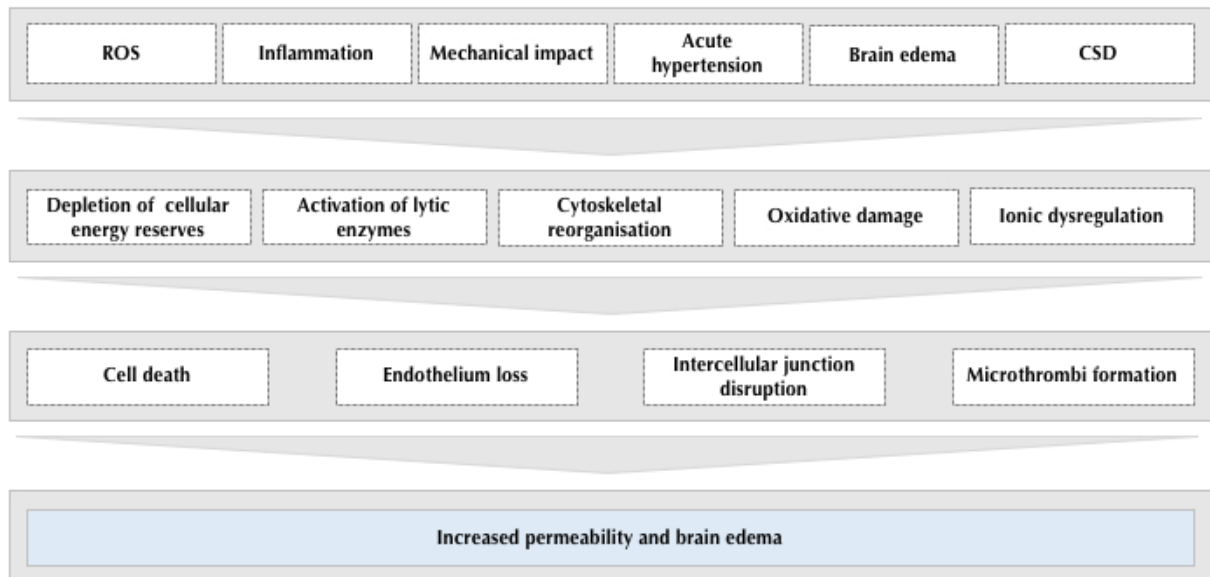 ROS
Inflammation
Mechanical impact
Acute
hypertension
Brain edema
CSD
Depletion of cellular
energy reserves
Activation of lytic
enzymes
Cytoskeletal
reorganisation
Oxidative damage
Ionic dysregulation
Cell death
Endothelium loss
Intercellular junction
disruption
Microthrombi formation
Increased permeability and brain edema